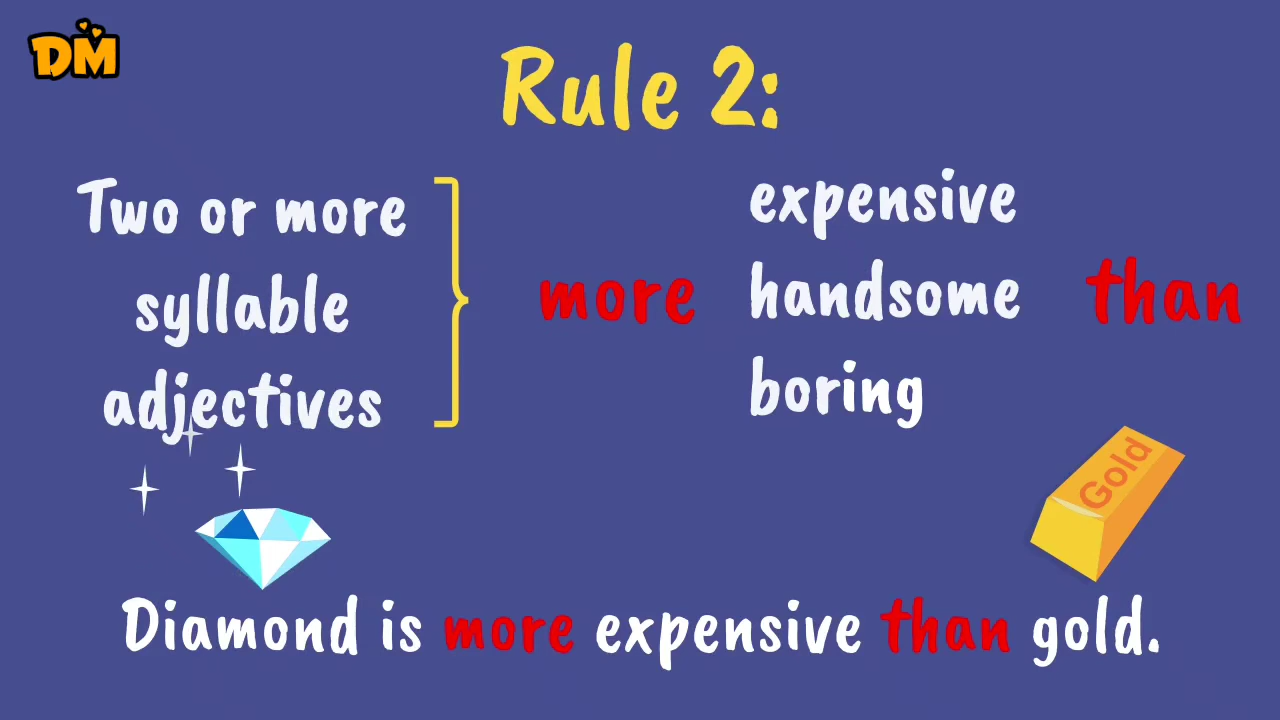 DM
Rule 2:
Two or more
syllable
adjectives
more
expensive
handsome
boring
than
Gold
Diamond is more expensive than gold.